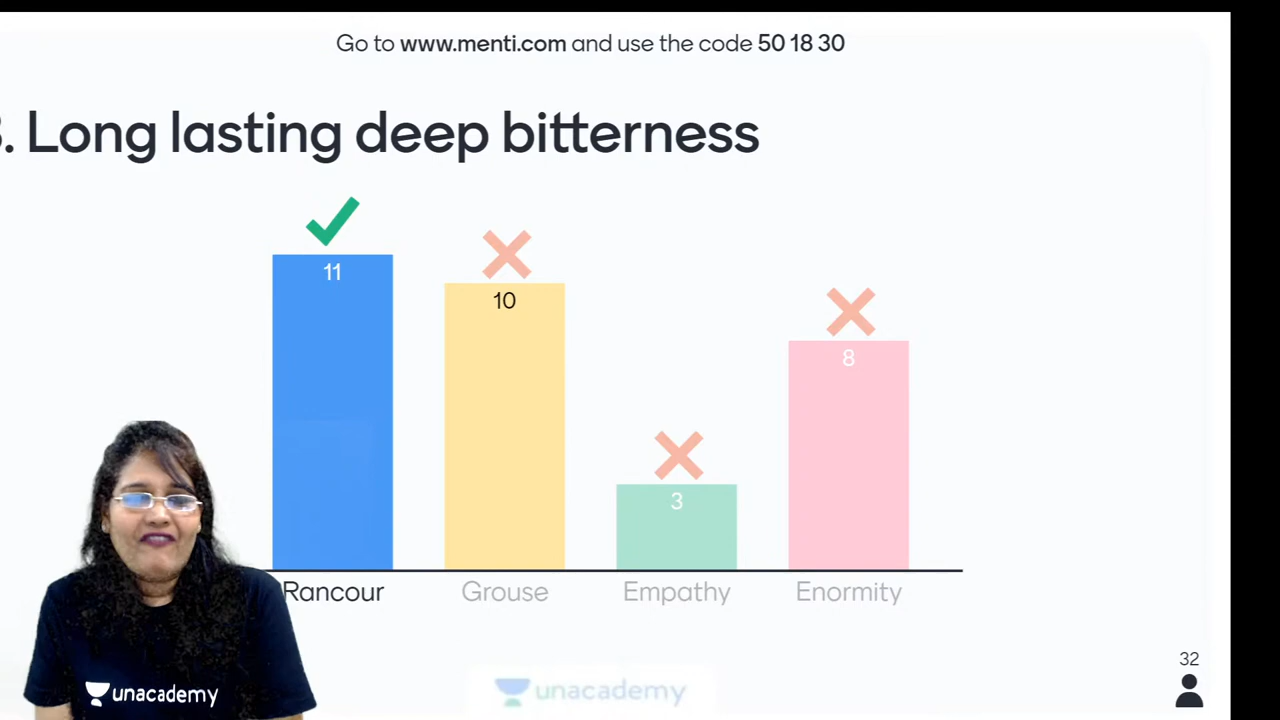 Go to www.menti.com and use the code 50 18 30
. Long lasting deep bitterness
11
10
3
8
Rancour
Grouse
Empathy
Enormity
32
unacademy
unacademy